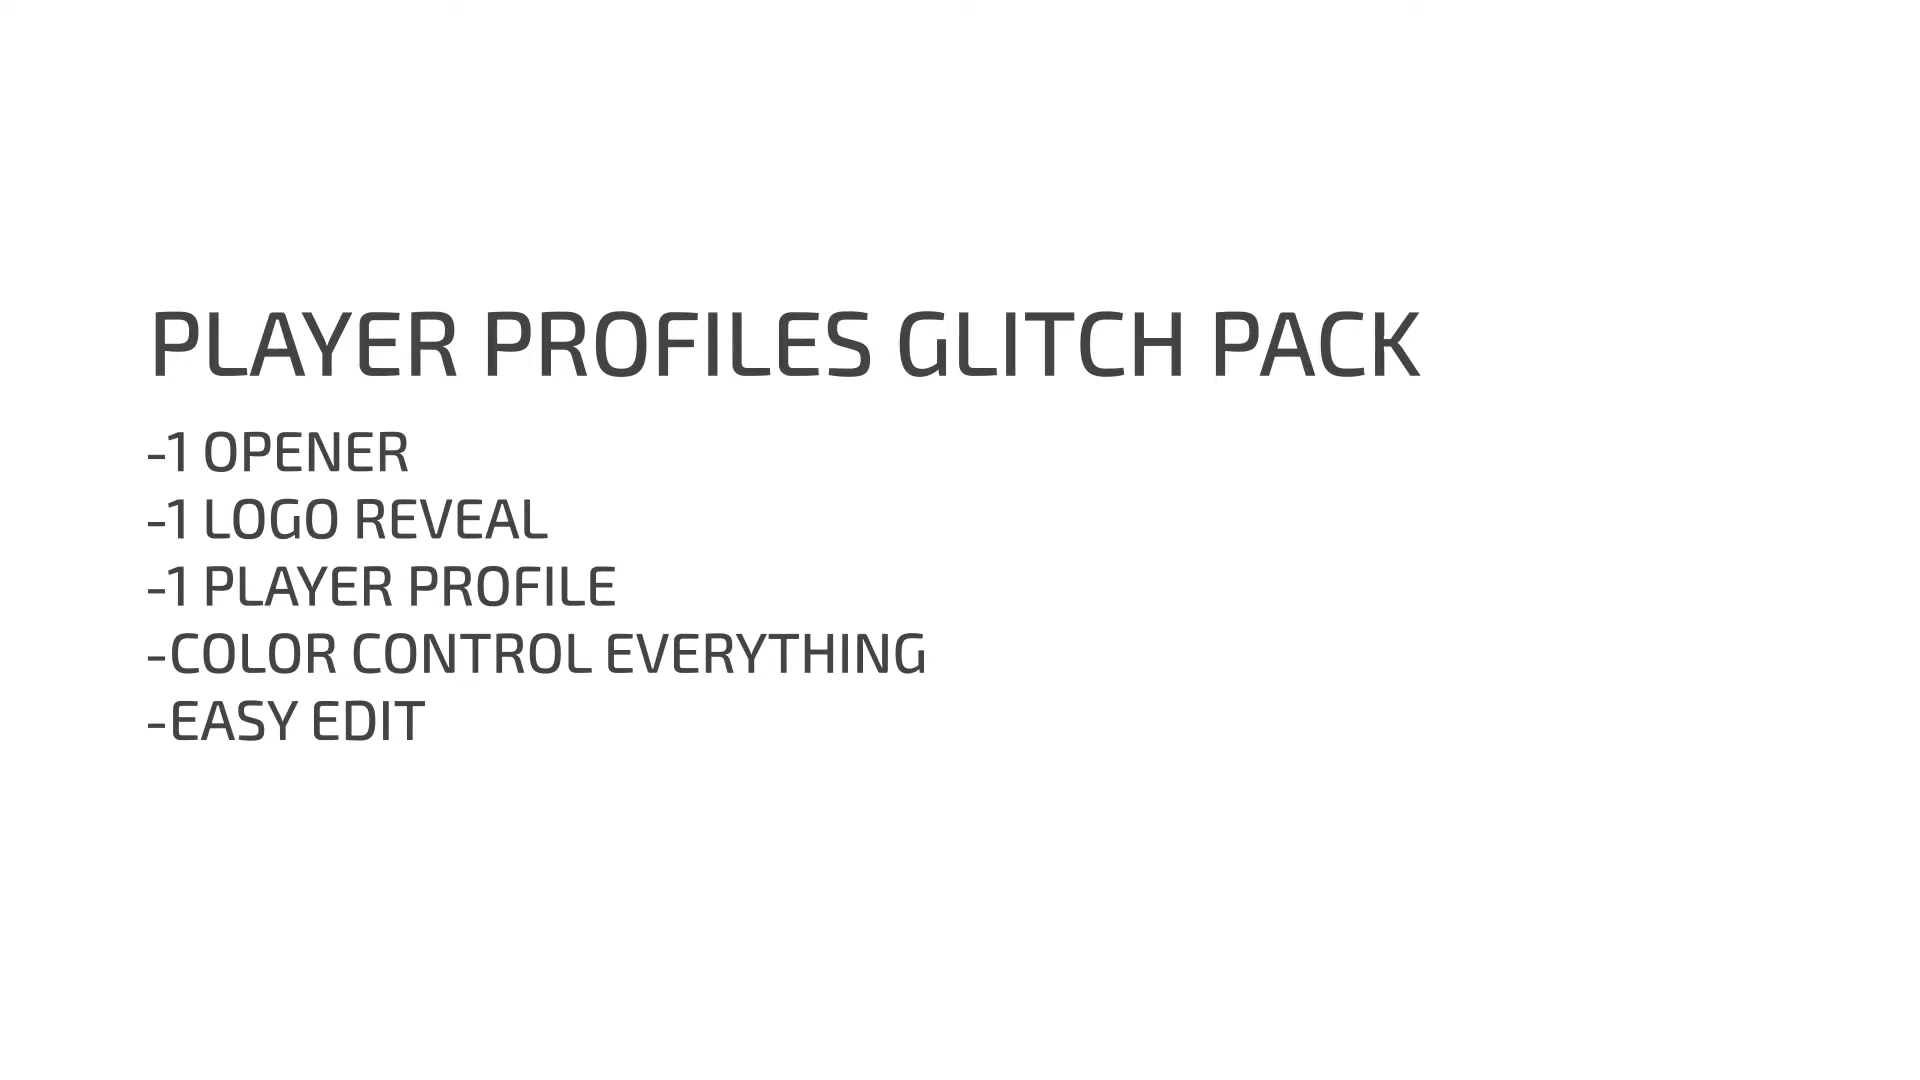 PLAYER PROFILES GLITCH PACK
-1 OPENER
-1 LOGO REVEAL
-1 PLAYER PROFILE
-COLOR CONTROL EVERYTHING
-EASY EDIT